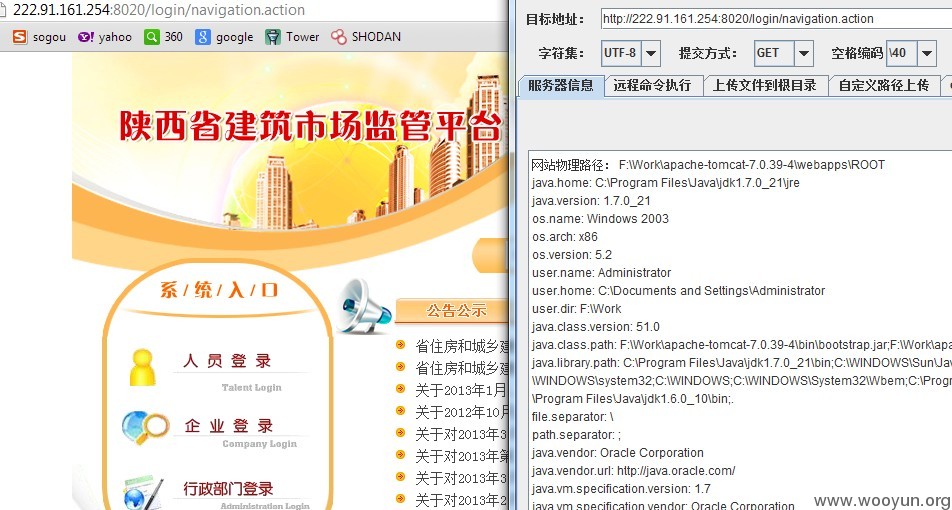 222.91.161.254:8020/login/navigation.action
sogou yahoo 360 google Tower SHODAN
陕西省建筑市场监管平台
系/统/入/口
人 员 登 录
Talent Login
企 业 登 录
Company Login
行政部门登录
Administration Login
公告公示
省住房和城乡建
省住房和城乡建
关于2013年1月
关于2012年10月
关于对2013年3
关于对2013年第
关于对2013年3
关于对2013年2
目标地址： http://222.91.161.254:8020/login/navigation.action
字符集： UTF-8 提交方式： GET 空格编码 \40
服务器信息 远程命令执行 上传文件到根目录 自定义路径上传
网站物理路径： F:\Work\apache-tomcat-7.0.39-4\webapps\ROOT
java.home: C:\Program Files\Java\jdk1.7.0_21\jre
java.version: 1.7.0_21
os.name: Windows 2003
os.arch: x86
os.version: 5.2
user.name: Administrator
user.home: C:\Documents and Settings\Administrator
user.dir: F:\Work
java.class.version: 51.0
java.class.path: F:\Work\apache-tomcat-7.0.39-4\bin\bootstrap.jar;F:\Work\apa
java.library.path: C:\Program Files\Java\jdk1.7.0_21\bin;C:\WINDOWS\Sun\Jav
\WINDOWS\system32;C:\WINDOWS;C:\WINDOWS\System32\Wbem;C:\Progr
\Program Files\Java\jdk1.6.0_10\bin;.
file.separator: \
path.separator: ;
java.vendor: Oracle Corporation
java.vendor.url: http://java.oracle.com/
java.vm.specification.version: 1.7
java.vm.specification.vendor: Oracle Corporation
www.wooyun.org